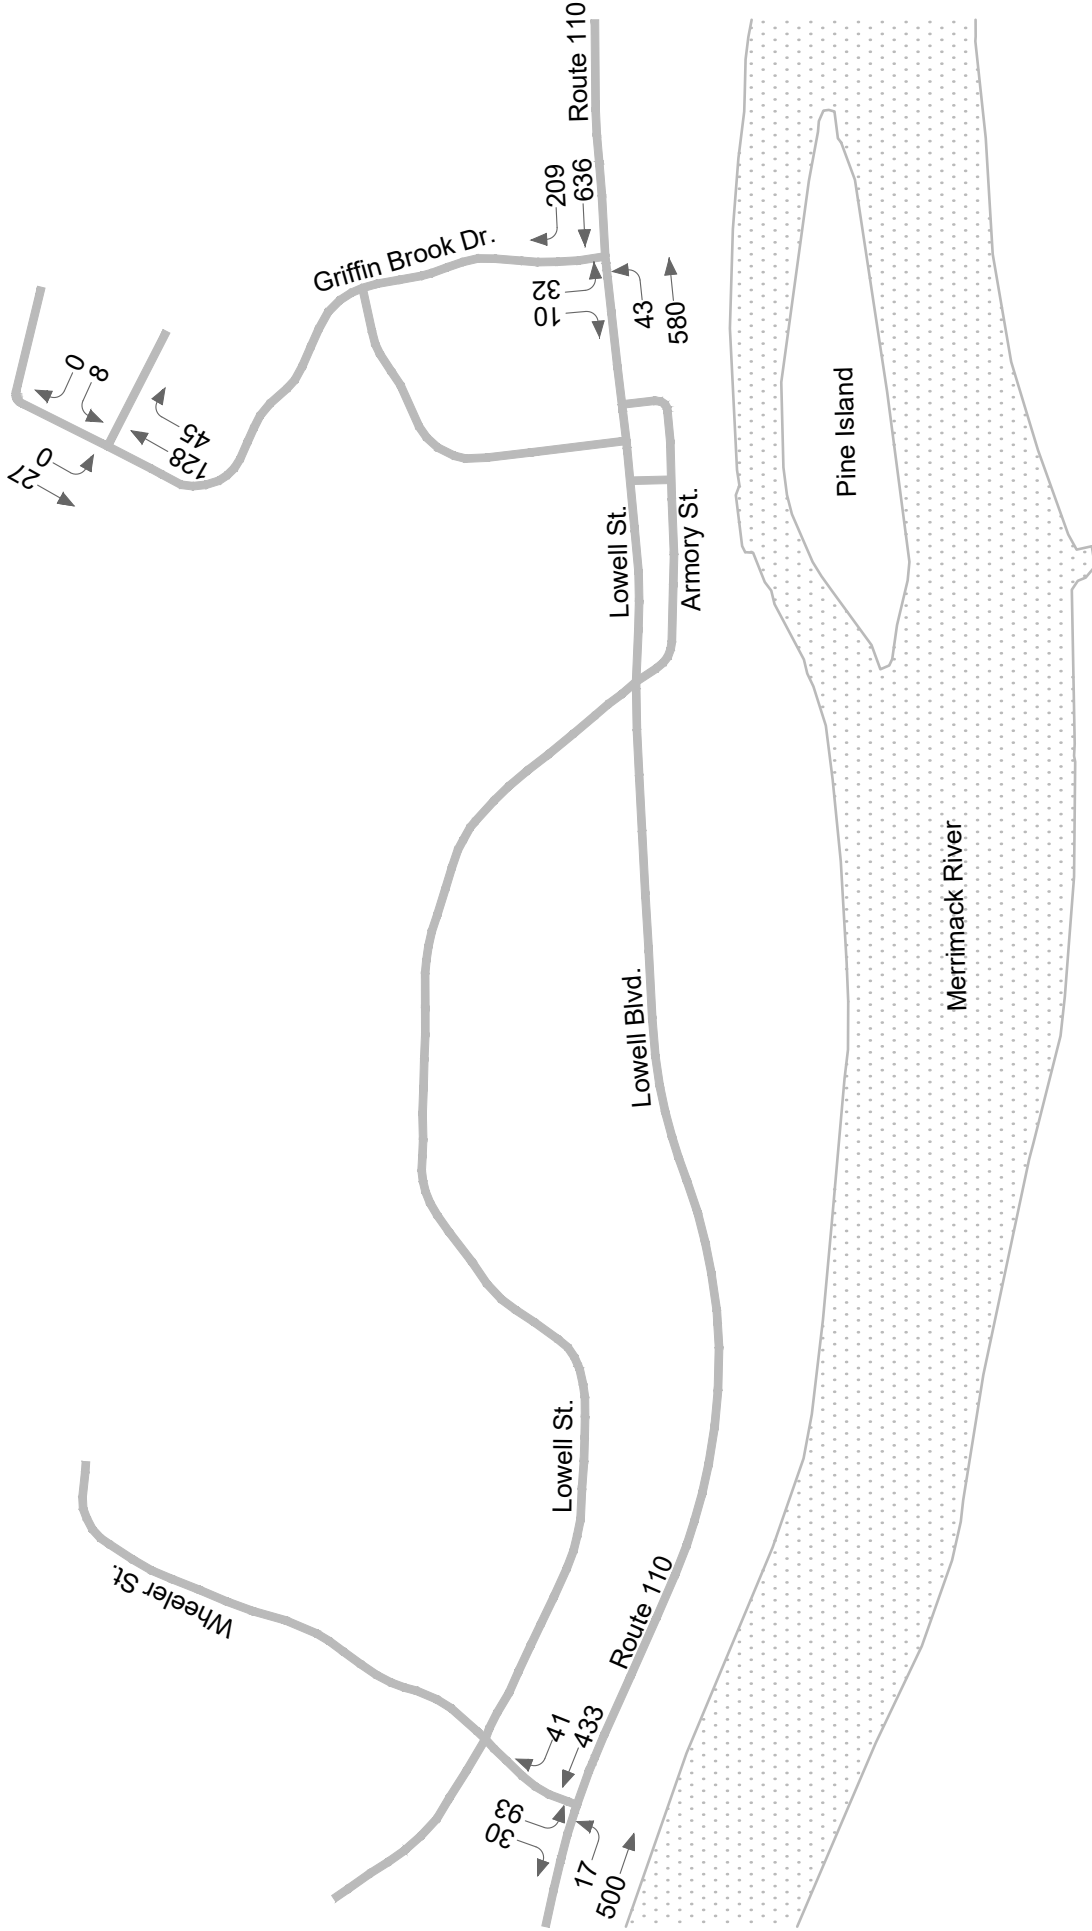 Route 110
209
636
Griffin Brook Dr.
32
10
43
580
0
8
45
128
0
27
Pine Island
Lowell St.
Armory St.
Merrimack River
Lowell Blvd.
Lowell St.
Wheeler St.
Route 110
41
433
93
30
17
500